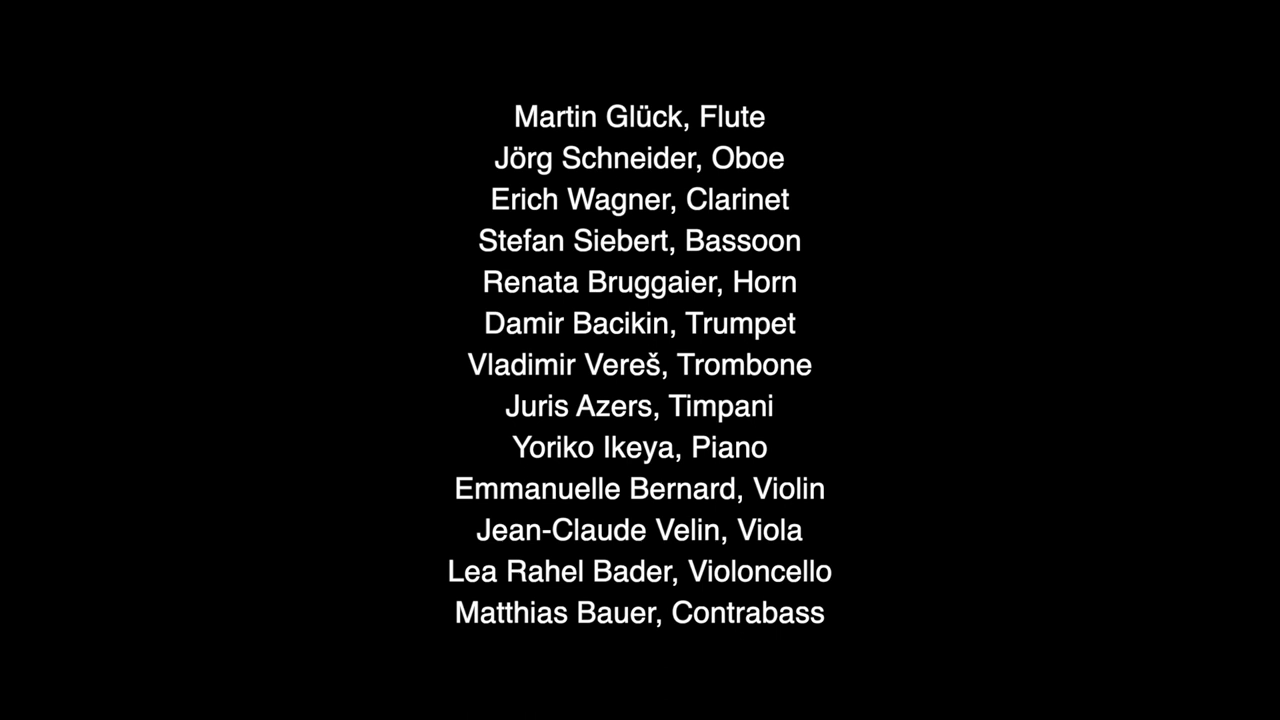 Martin Glück, Flute
Jörg Schneider, Oboe
Erich Wagner, Clarinet
Stefan Siebert, Bassoon
Renata Bruggaier, Horn
Damir Bacikin, Trumpet
Vladimir Vereš, Trombone
Juris Azers, Timpani
Yoriko Ikeya, Piano
Emmanuelle Bernard, Violin
Jean-Claude Velin, Viola
Lea Rahel Bader, Violoncello
Matthias Bauer, Contrabass